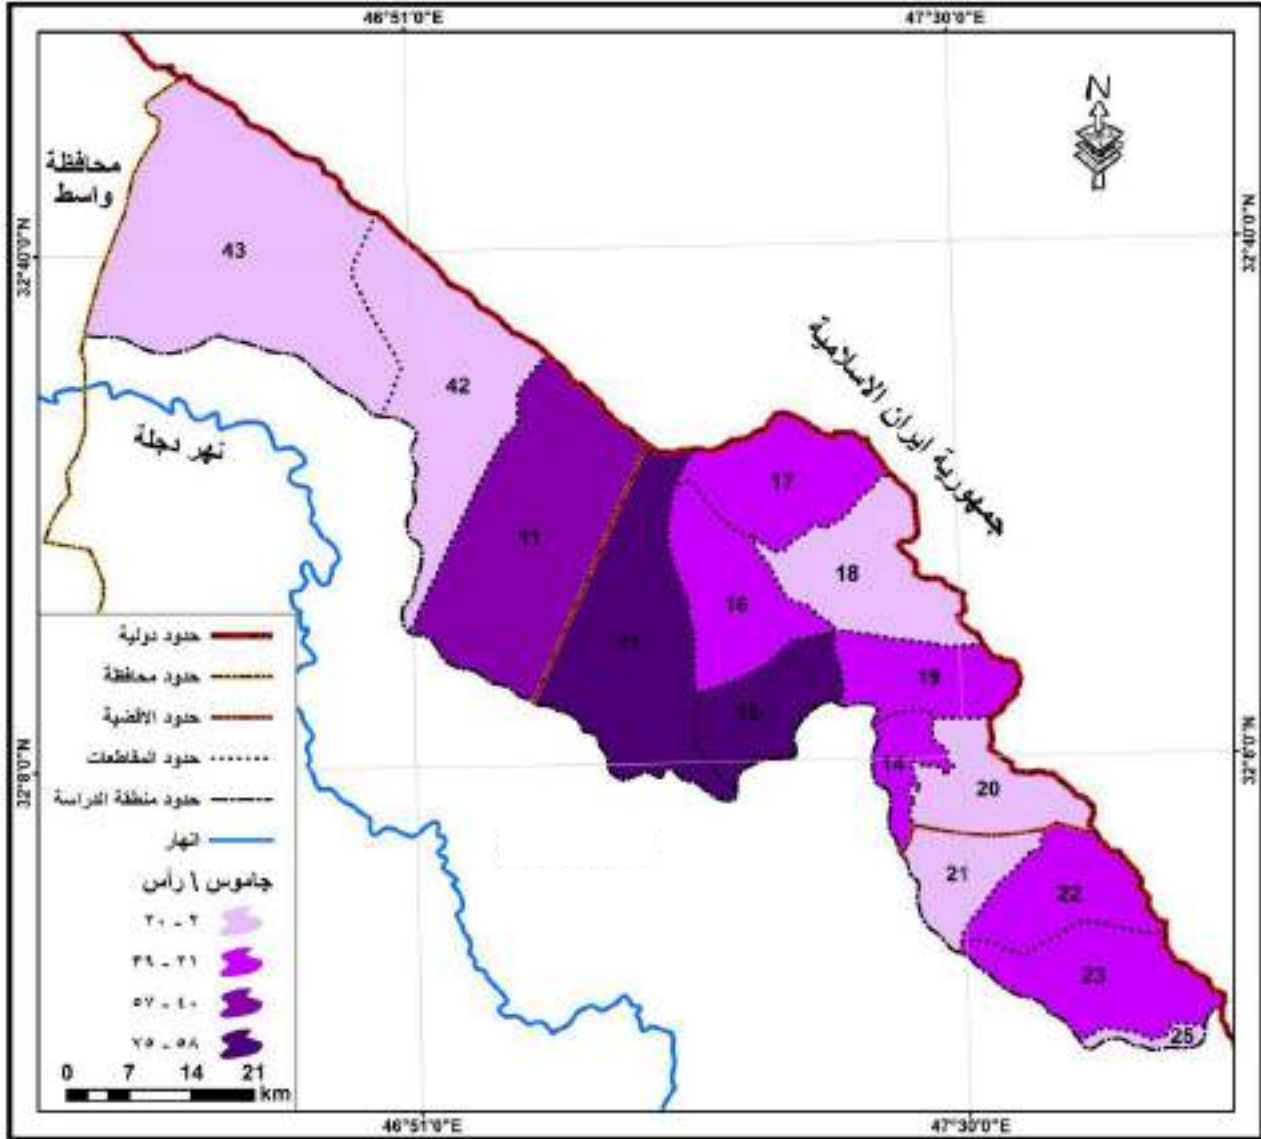 46°51'0"E
47°30'0"E
N
محافظة
واسط
32°40'0"N
32°40'0"N
43
42
جمهورية ايران الاسلامية
نهر دجلة
17
11
18
16
11
19
15
14
20
21
22
23
25
32°8'0"N
32°8'0"N
حدود دولية
حدود محافظة
حدود الاقضية
حدود المقاطعات
حدود منطقة الدراسة
انهار
جاموس \ رأس
٢١ - ٣٩
٤٠ - ٥٧
٥٨ - ٧٥
0 7 14 21
km
46°51'0"E
47°30'0"E